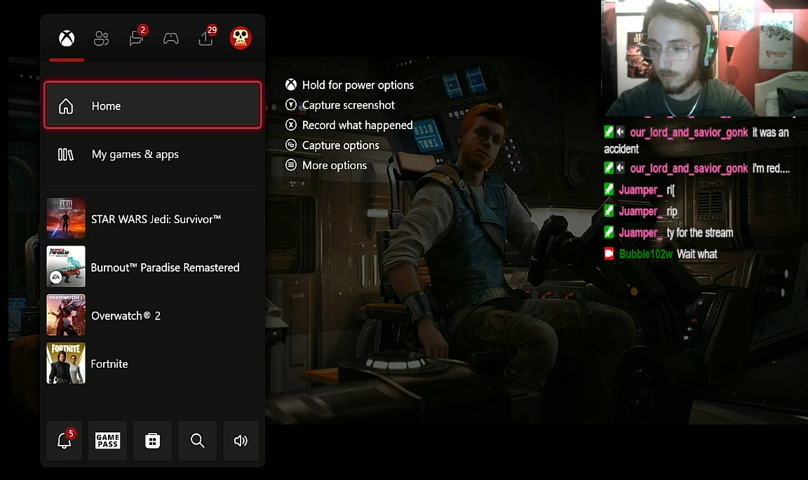 2
29
Home
My games & apps
STAR WARS Jedi: Survivor™
Burnout™ Paradise Remastered
Overwatch® 2
Fortnite
5
GAME
PASS
Hold for power options
Capture screenshot
Record what happened
Capture options
More options
our_lord_and_savior_gonk it was an
accident
our_lord_and_savior_gonk i'm red....
Juamper_ ri[
Juamper_ rip
Juamper_ ty for the stream
Bubble102w Wait what